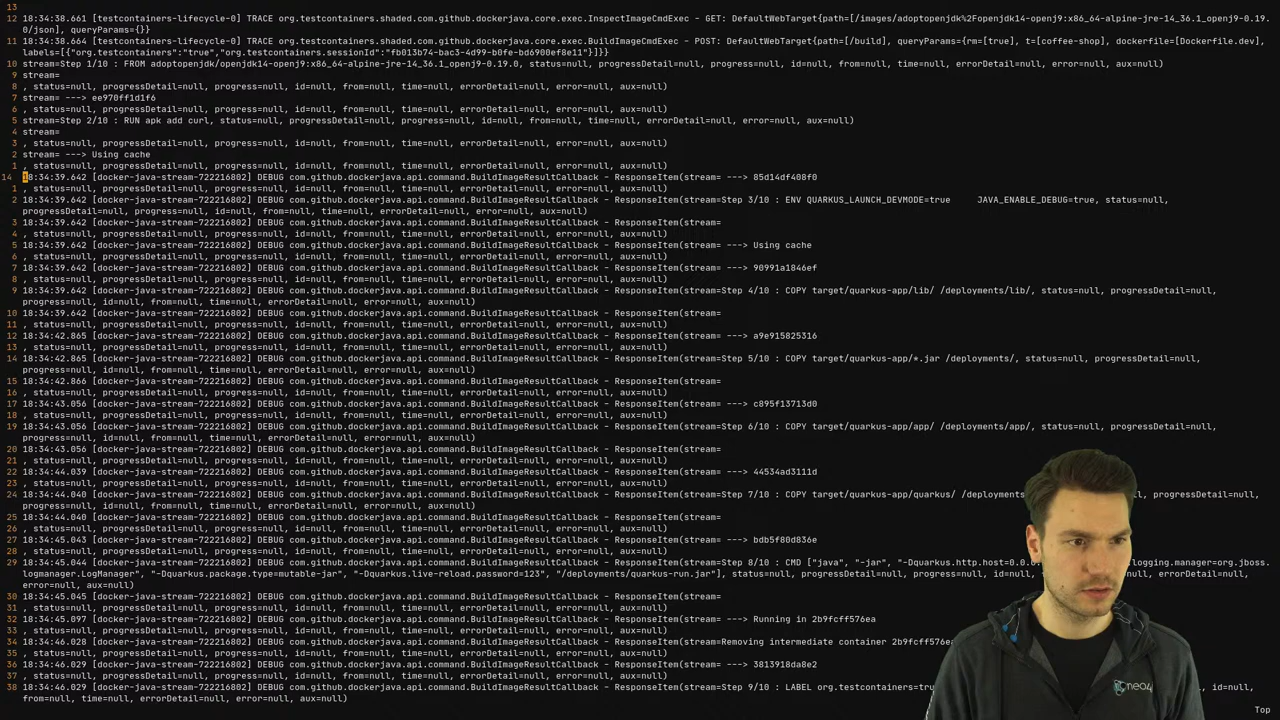 13
12 18:34:38.661 [testcontainers-lifecycle-0] TRACE org.testcontainers.shaded.com.github.dockerjava.core.exec.InspectImageCmdExec - GET: DefaultWebTarget{path=[/images/adoptopenjdk%2Fopenjdk14-openj9:x86_64-alpine-jre-14_36.1_openj9-0.19.
0/json], queryParams={}}
11 18:34:38.664 [testcontainers-lifecycle-0] TRACE org.testcontainers.shaded.com.github.dockerjava.core.exec.BuildImageCmdExec - POST: DefaultWebTarget{path=[/build], queryParams={rm=[true], t=[coffee-shop], dockerfile=[Dockerfile.dev],
labels=[{"org.testcontainers":"true","org.testcontainers.sessionId":"fb013b74-bac3-4d99-b0fe-bd6900ef8e11"}]}}
10 stream=Step 1/10 : FROM adoptopenjdk/openjdk14-openj9:x86_64-alpine-jre-14_36.1_openj9-0.19.0, status=null, progressDetail=null, progress=null, id=null, from=null, time=null, errorDetail=null, error=null, aux=null)
9 stream=
8 , status=null, progressDetail=null, progress=null, id=null, from=null, time=null, errorDetail=null, error=null, aux=null)
7 stream= ---> ee970ff1d1f6
6 , status=null, progressDetail=null, progress=null, id=null, from=null, time=null, errorDetail=null, error=null, aux=null)
5 stream=Step 2/10 : RUN apk add curl, status=null, progressDetail=null, progress=null, id=null, from=null, time=null, errorDetail=null, error=null, aux=null)
4 stream=
3 , status=null, progressDetail=null, progress=null, id=null, from=null, time=null, errorDetail=null, error=null, aux=null)
2 stream= ---> Using cache
1 , status=null, progressDetail=null, progress=null, id=null, from=null, time=null, errorDetail=null, error=null, aux=null)
14 18:34:39.642 [docker-java-stream-722216802] DEBUG com.github.dockerjava.api.command.BuildImageResultCallback - ResponseItem(stream= ---> 85d14df408f0
1 , status=null, progressDetail=null, progress=null, id=null, from=null, time=null, errorDetail=null, error=null, aux=null)
2 18:34:39.642 [docker-java-stream-722216802] DEBUG com.github.dockerjava.api.command.BuildImageResultCallback - ResponseItem(stream=Step 3/10 : ENV QUARKUS_LAUNCH_DEVMODE=true     JAVA_ENABLE_DEBUG=true, status=null,
progressDetail=null, progress=null, id=null, from=null, time=null, errorDetail=null, error=null, aux=null)
3 18:34:39.642 [docker-java-stream-722216802] DEBUG com.github.dockerjava.api.command.BuildImageResultCallback - ResponseItem(stream=
4 , status=null, progressDetail=null, progress=null, id=null, from=null, time=null, errorDetail=null, error=null, aux=null)
5 18:34:39.642 [docker-java-stream-722216802] DEBUG com.github.dockerjava.api.command.BuildImageResultCallback - ResponseItem(stream= ---> Using cache
6 , status=null, progressDetail=null, progress=null, id=null, from=null, time=null, errorDetail=null, error=null, aux=null)
7 18:34:39.642 [docker-java-stream-722216802] DEBUG com.github.dockerjava.api.command.BuildImageResultCallback - ResponseItem(stream= ---> 90991a1846ef
8 , status=null, progressDetail=null, progress=null, id=null, from=null, time=null, errorDetail=null, error=null, aux=null)
9 18:34:39.642 [docker-java-stream-722216802] DEBUG com.github.dockerjava.api.command.BuildImageResultCallback - ResponseItem(stream=Step 4/10 : COPY target/quarkus-app/lib/ /deployments/lib/, status=null, progressDetail=null,
progress=null, id=null, from=null, time=null, errorDetail=null, error=null, aux=null)
10 18:34:39.642 [docker-java-stream-722216802] DEBUG com.github.dockerjava.api.command.BuildImageResultCallback - ResponseItem(stream=
11 , status=null, progressDetail=null, progress=null, id=null, from=null, time=null, errorDetail=null, error=null, aux=null)
12 18:34:42.865 [docker-java-stream-722216802] DEBUG com.github.dockerjava.api.command.BuildImageResultCallback - ResponseItem(stream= ---> a9e915825316
13 , status=null, progressDetail=null, progress=null, id=null, from=null, time=null, errorDetail=null, error=null, aux=null)
14 18:34:42.865 [docker-java-stream-722216802] DEBUG com.github.dockerjava.api.command.BuildImageResultCallback - ResponseItem(stream=Step 5/10 : COPY target/quarkus-app/*.jar /deployments/, status=null, progressDetail=null,
progress=null, id=null, from=null, time=null, errorDetail=null, error=null, aux=null)
15 18:34:42.866 [docker-java-stream-722216802] DEBUG com.github.dockerjava.api.command.BuildImageResultCallback - ResponseItem(stream=
16 , status=null, progressDetail=null, progress=null, id=null, from=null, time=null, errorDetail=null, error=null, aux=null)
17 18:34:43.056 [docker-java-stream-722216802] DEBUG com.github.dockerjava.api.command.BuildImageResultCallback - ResponseItem(stream= ---> c895f13713d0
18 , status=null, progressDetail=null, progress=null, id=null, from=null, time=null, errorDetail=null, error=null, aux=null)
19 18:34:43.056 [docker-java-stream-722216802] DEBUG com.github.dockerjava.api.command.BuildImageResultCallback - ResponseItem(stream=Step 6/10 : COPY target/quarkus-app/app/ /deployments/app/, status=null, progressDetail=null,
progress=null, id=null, from=null, time=null, errorDetail=null, error=null, aux=null)
20 18:34:43.056 [docker-java-stream-722216802] DEBUG com.github.dockerjava.api.command.BuildImageResultCallback - ResponseItem(stream=
21 , status=null, progressDetail=null, progress=null, id=null, from=null, time=null, errorDetail=null, error=null, aux=null)
22 18:34:44.039 [docker-java-stream-722216802] DEBUG com.github.dockerjava.api.command.BuildImageResultCallback - ResponseItem(stream= ---> 44534ad3111d
23 , status=null, progressDetail=null, progress=null, id=null, from=null, time=null, errorDetail=null, error=null, aux=null)
24 18:34:44.040 [docker-java-stream-722216802] DEBUG com.github.dockerjava.api.command.BuildImageResultCallback - ResponseItem(stream=Step 7/10 : COPY target/quarkus-app/quarkus/ /deployments progressDetail=null,
progress=null, id=null, from=null, time=null, errorDetail=null, error=null, aux=null)
25 18:34:44.040 [docker-java-stream-722216802] DEBUG com.github.dockerjava.api.command.BuildImageResultCallback - ResponseItem(stream=
26 , status=null, progressDetail=null, progress=null, id=null, from=null, time=null, errorDetail=null, error=null, aux=null)
27 18:34:45.043 [docker-java-stream-722216802] DEBUG com.github.dockerjava.api.command.BuildImageResultCallback - ResponseItem(stream= ---> bdb5f80d836e
28 , status=null, progressDetail=null, progress=null, id=null, from=null, time=null, errorDetail=null, error=null, aux=null)
29 18:34:45.044 [docker-java-stream-722216802] DEBUG com.github.dockerjava.api.command.BuildImageResultCallback - ResponseItem(stream=Step 8/10 : CMD ["java", "-jar", "-Dquarkus.http.host=0.0.0. logging.manager=org.jboss.
logmanager.LogManager", "-Dquarkus.package.type=mutable-jar", "-Dquarkus.live-reload.password=123", "/deployments/quarkus-run.jar"], status=null, progressDetail=null, progress=null, id=null, time=null, errorDetail=null,
error=null, aux=null)
30 18:34:45.045 [docker-java-stream-722216802] DEBUG com.github.dockerjava.api.command.BuildImageResultCallback - ResponseItem(stream=
31 , status=null, progressDetail=null, progress=null, id=null, from=null, time=null, errorDetail=null, error=null, aux=null)
32 18:34:45.097 [docker-java-stream-722216802] DEBUG com.github.dockerjava.api.command.BuildImageResultCallback - ResponseItem(stream= ---> Running in 2b9fcff576ea
33 , status=null, progressDetail=null, progress=null, id=null, from=null, time=null, errorDetail=null, error=null, aux=null)
34 18:34:46.028 [docker-java-stream-722216802] DEBUG com.github.dockerjava.api.command.BuildImageResultCallback - ResponseItem(stream=Removing intermediate container 2b9fcff576ea
35 , status=null, progressDetail=null, progress=null, id=null, from=null, time=null, errorDetail=null, error=null, aux=null)
36 18:34:46.029 [docker-java-stream-722216802] DEBUG com.github.dockerjava.api.command.BuildImageResultCallback - ResponseItem(stream= ---> 3813918da8e2
37 , status=null, progressDetail=null, progress=null, id=null, from=null, time=null, errorDetail=null, error=null, aux=null)
38 18:34:46.029 [docker-java-stream-722216802] DEBUG com.github.dockerjava.api.command.BuildImageResultCallback - ResponseItem(stream=Step 9/10 : LABEL org.testcontainers=true id=null,
from=null, time=null, errorDetail=null, error=null, aux=null)
neo4j
Top